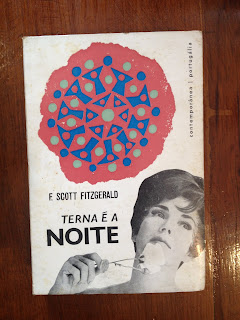 contemporânea | portugália
F. SCOTT FITZGERALD
TERNA É A
NOITE